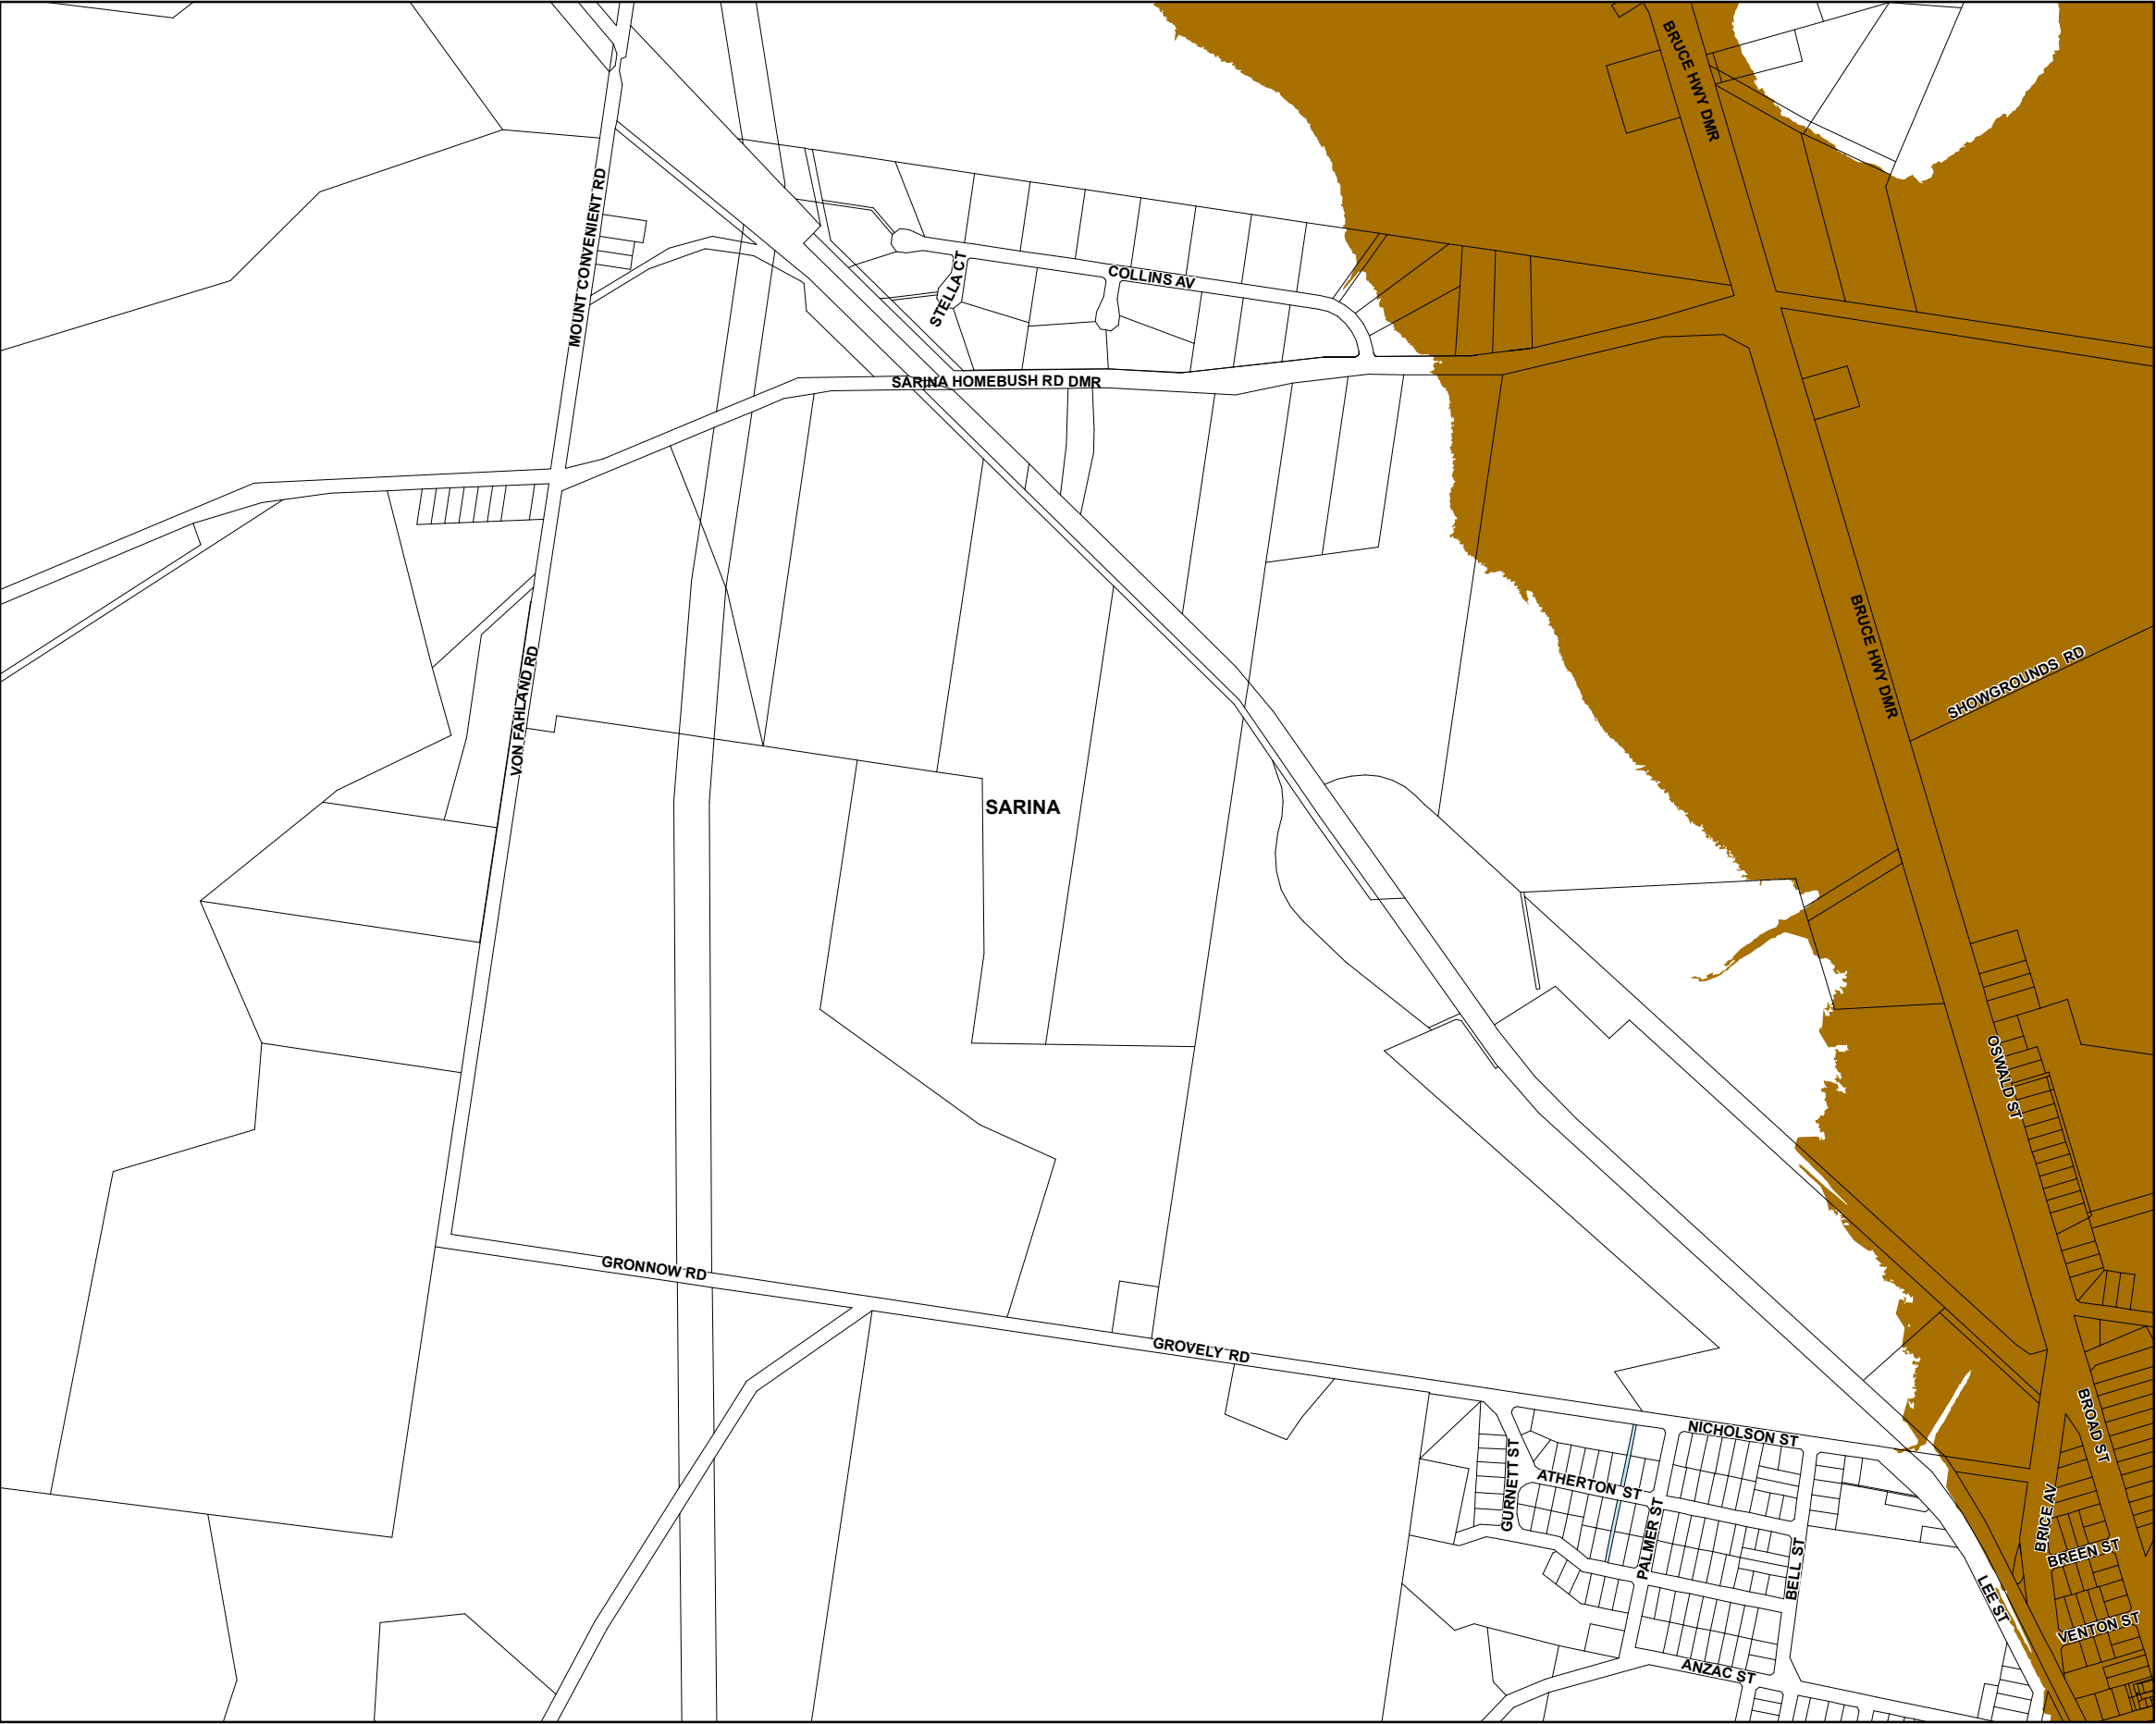 BRUCE HWY DMR
MOUNT CONVENIENT RD
STELLA CT
COLLINS AV
SARINA HOMEBUSH RD DMR
BRUCE HWY DMR
SHOWGROUNDS RD
VON FAHLAND RD
SARINA
OSWALD ST
GRONNOW RD
GROVELY RD
NICHOLSON ST
BROAD ST
GURNETT ST
ATHERTON ST
PALMER ST
BRICE AV
BREEN ST
BELL ST
LEE ST
VENTON ST
ANZAC ST